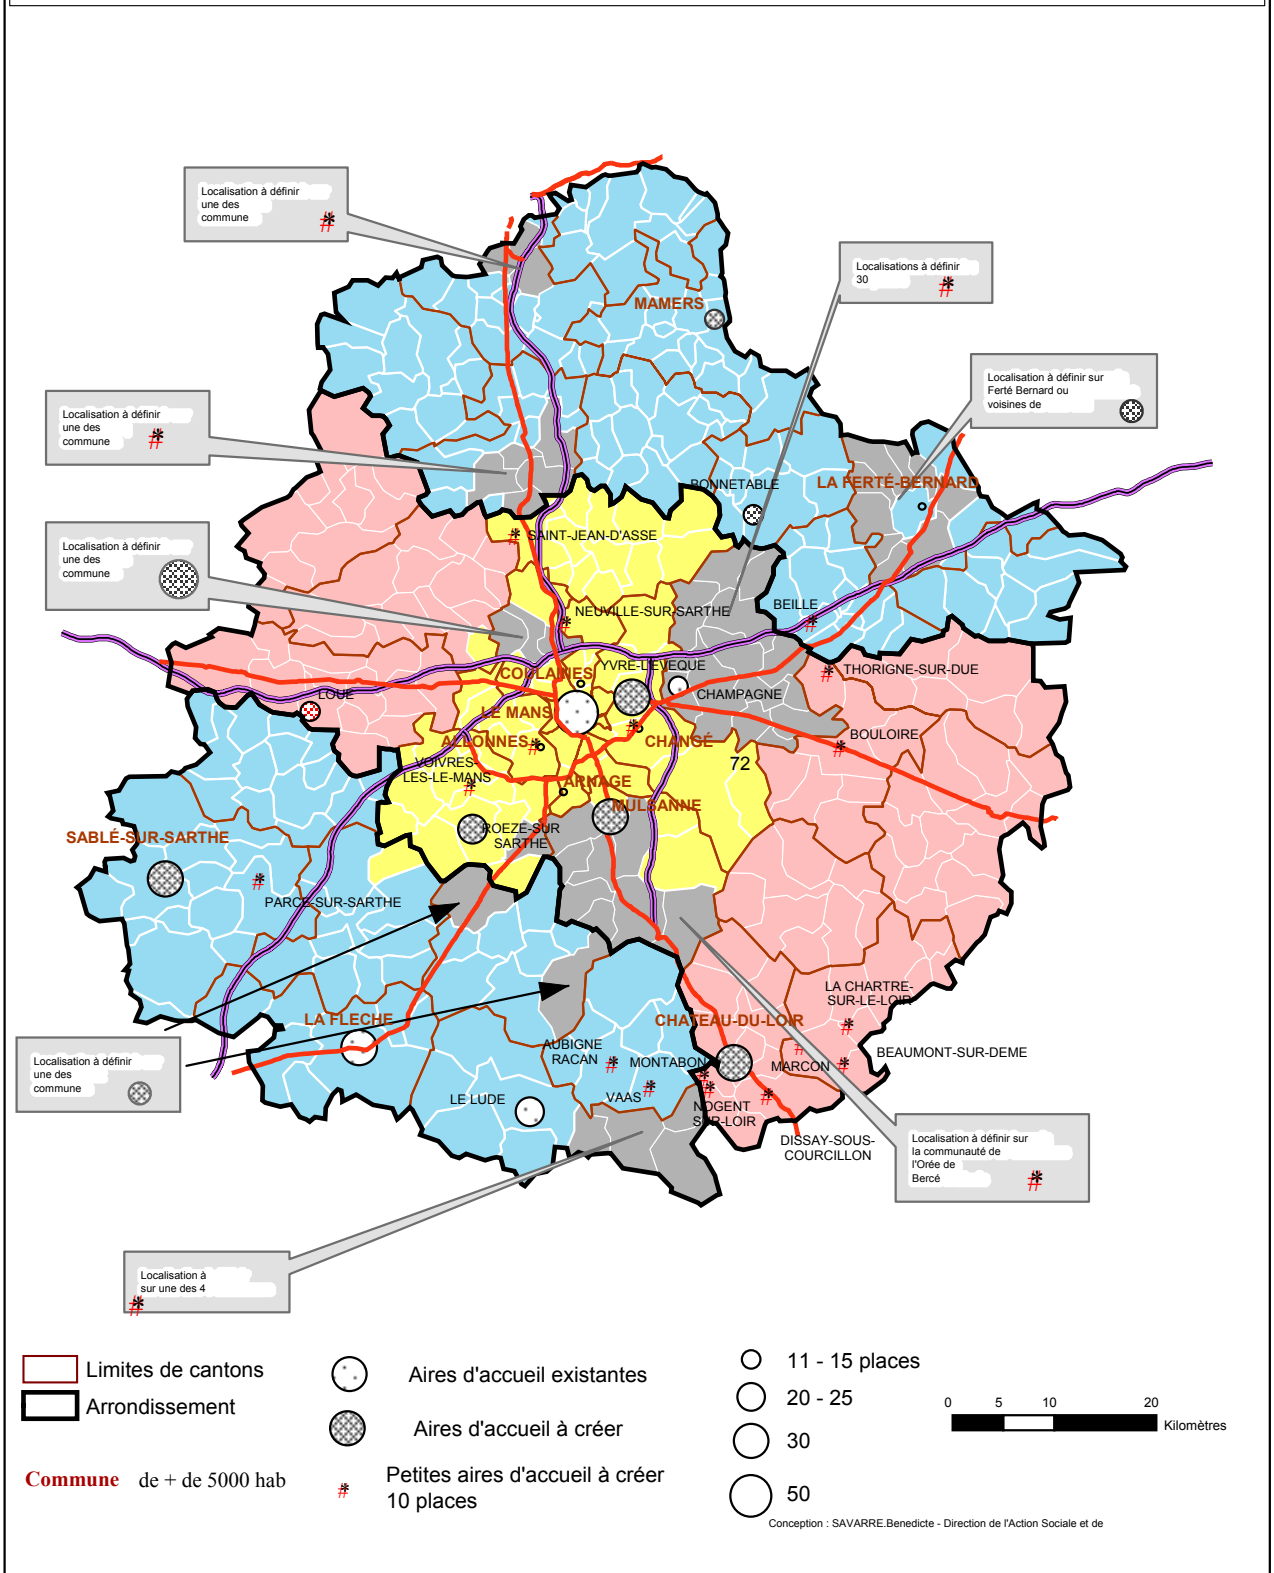 Localisation à définir
une des
commune
Localisations à définir
30
MAMERS
Localisation à définir sur
Ferté Bernard ou
voisines de
Localisation à définir
une des
commune
BONNETABLE
LA FERTÉ-BERNARD
SAINT-JEAN-D'ASSE
Localisation à définir
une des
commune
NEUVILLE-SUR-SARTHE
BEILLE
COULAINES
YVRE-L'EVEQUE
THORIGNE-SUR-DUE
LOUE
CHAMPAGNE
LE MANS
ALLONNES
CHANGÉ
BOULOIRE
VOIVRES-
LES-LE-MANS
72
ARNAGE
MULSANNE
ROEZE-SUR
SARTHE
SABLÉ-SUR-SARTHE
PARCE-SUR-SARTHE
LA CHARTRE-
SUR-LE-LOIR
LA FLECHE
CHATEAU-DU-LOIR
AUBIGNE
RACAN
MONTABON
MARCON
BEAUMONT-SUR-DEME
Localisation à définir
une des
commune
LE LUDE
VAAS
NOGENT
SUR-LOIR
DISSAY-SOUS-
COURCILLON
Localisation à définir sur
la communauté de
l'Orée de
Bercé
Localisation à
sur une des 4
Limites de cantons
Arrondissement
Commune de + de 5000 hab
Aires d'accueil existantes
Aires d'accueil à créer
Petites aires d'accueil à créer
10 places
11 - 15 places
20 - 25
30
50
0 5 10 20
Kilomètres
Conception : SAVARRE.Benedicte - Direction de l'Action Sociale et de